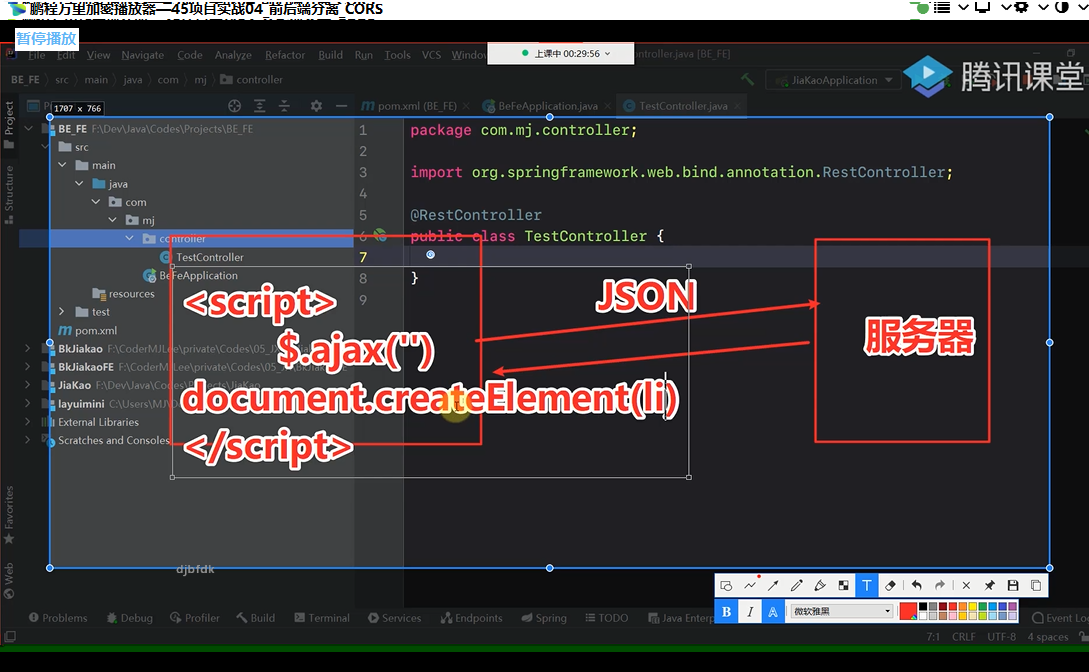 鹏程万里加密播放器—45项目实战04_前后端分离_CORS
暂停播放
File Edit View Navigate Code Analyze Refactor Build Run Tools VCS Window
上课中 00:29:56
ontroller.java [BE_FE]
BE_FE src main java com mj controller
JiaKaoApplication
腾讯课堂
1707 x 766
pom.xml (BE_FE)
BeFeApplication.java
TestController.java
Project
Structure
Favorites
Web
BE_FE F:\Dev\Java\Codes\Projects\BE_FE
src
main
java
com
mj
controller
TestController
BeFeApplication
resources
test
pom.xml
BkJiakao F:\CoderMJLee\private\Codes\05_J
BkJiakaoFE F:\CoderMJLee\private\Codes\05_
JiaKao F:\Dev\Java\Codes\Projects\JiaKao
layuimini C:\Users\MJ\D
External Libraries
Scratches and Consoles
1 package com.mj.controller;
2
3 import org.springframework.web.bind.annotation.RestController;
4
5 @RestController
6 public class TestController {
7
8 }
9
<script>
$.ajax('')
document.createElement(li)
</script>
JSON
服务器
djbfdk
T
B I A 微软雅黑
Problems Debug Profiler Build Terminal Services Endpoints Spring TODO Java Enterp
Event Lo
7:1 CRLF UTF-8 4 spaces